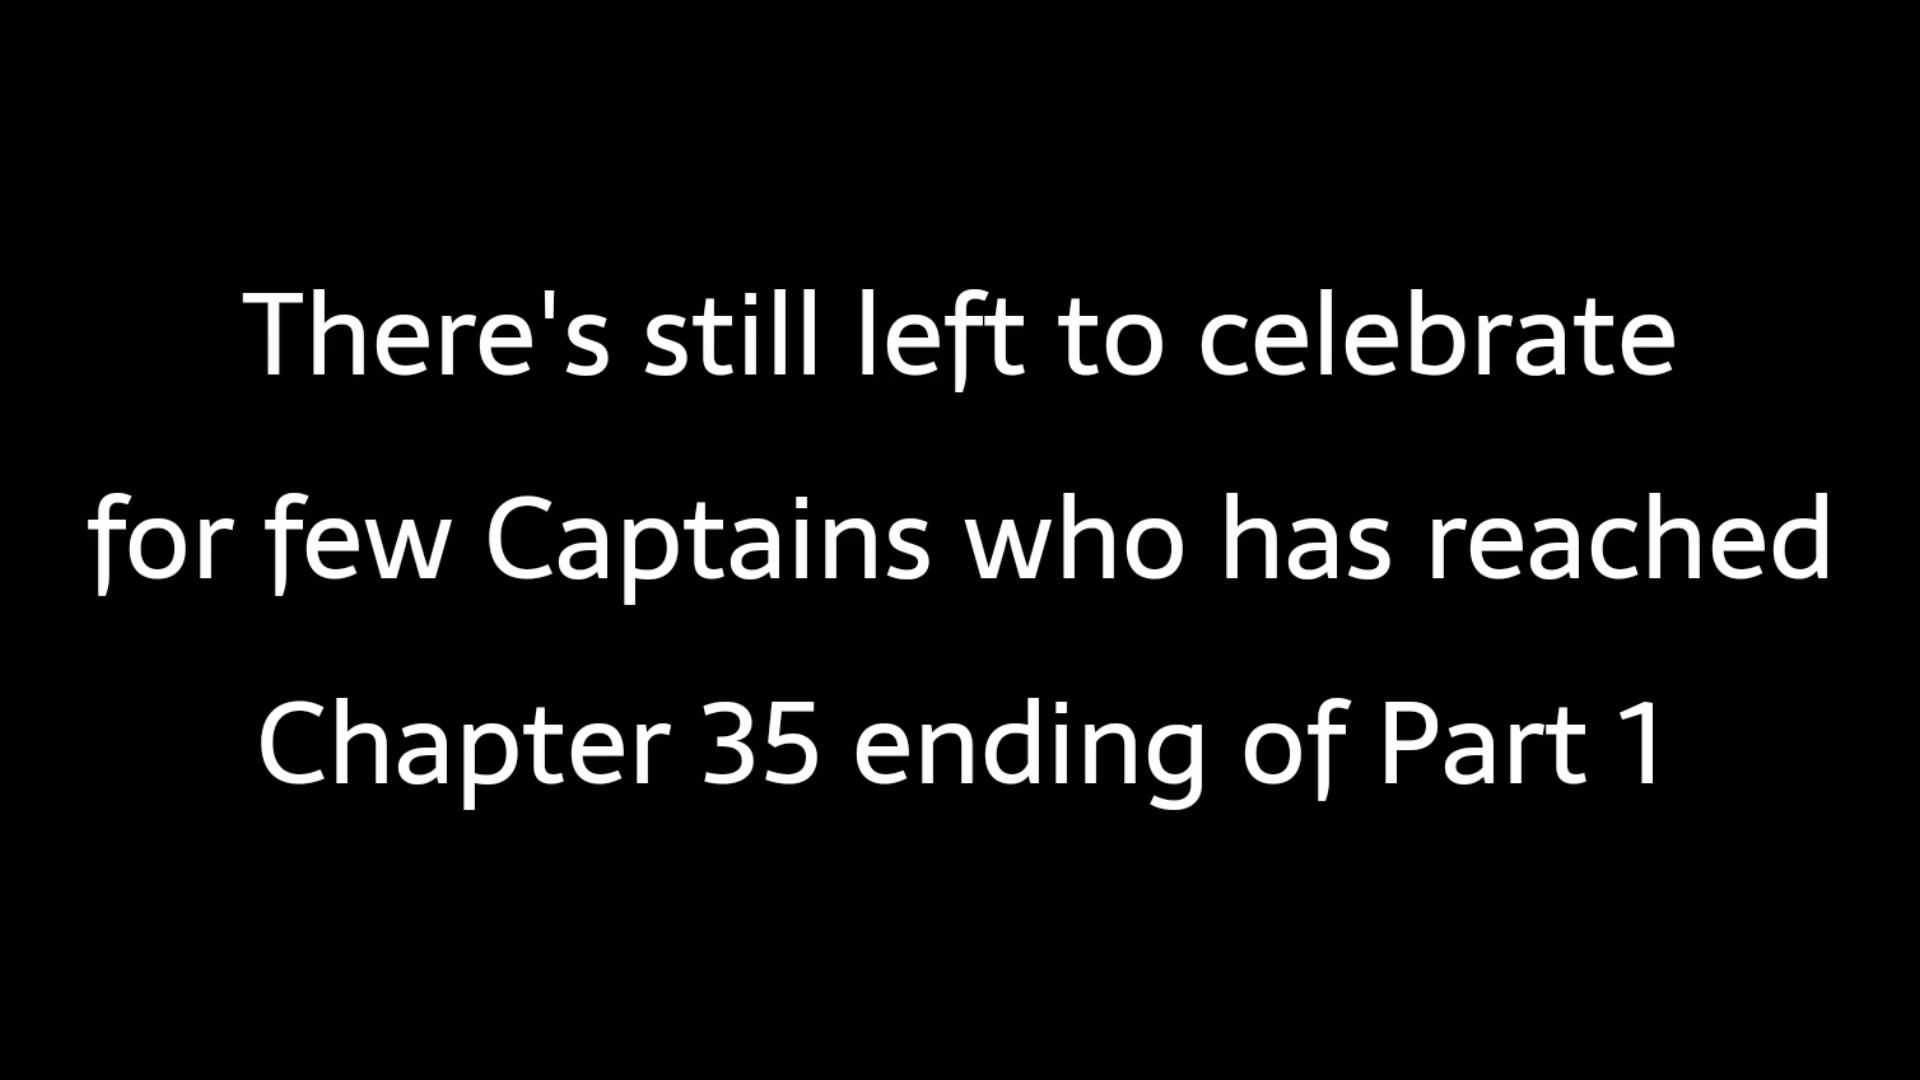 There's still left to celebrate
for few Captains who has reached
Chapter 35 ending of Part 1